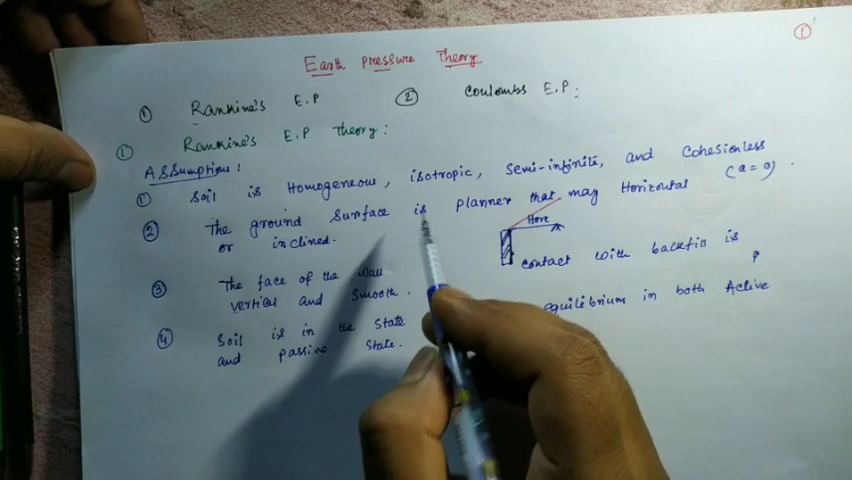 1
Earth Pressure Theory
1 Rankine's E.P 2 Coulombs E.P:
1 Rankine's E.P Theory:
Assumptions:
1 Soil is Homogeneous, isotropic, Semi-infinite, and Cohesionless
2 The ground Surface is planner that may Horizontal
or inclined.
Horz
3 The face of the wall contact with backfill is
vertical and Smooth.
4 Soil is in the State equilibrium in both Active
and passive State.